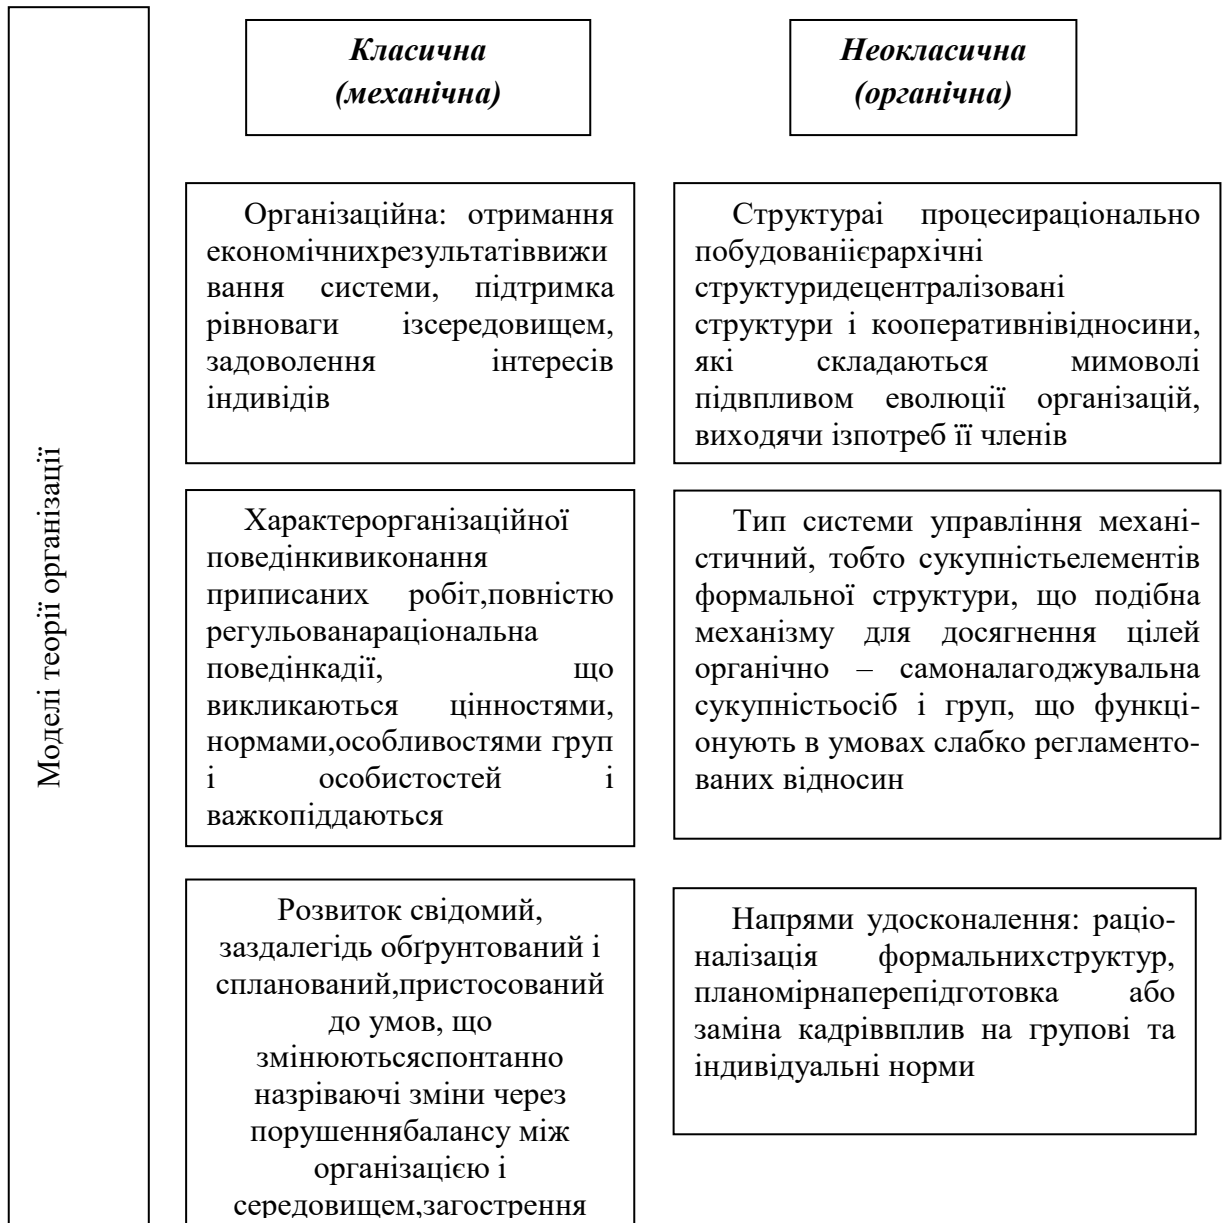 Моделі теорії організації
Класична
(механічна)
Неокласична
(органічна)
Організаційна: отримання
економічнихрезультатіввижи
вання системи, підтримка
рівноваги ізсередовищем,
задоволення інтересів
індивідів
Структураі процесираціонально
побудованіієрархічні
структуридецентралізовані
структури і кооперативнівідносини,
які складаються мимоволі
підвпливом еволюції організацій,
виходячи ізпотреб її членів
Характерорганізаційної
поведінкивиконання
приписаних робіт,повністю
регульованараціональна
поведінкадії, що
викликаються цінностями,
нормами,особливостями груп
і особистостей і
важкопіддаються
Тип системи управління механі-
стичний, тобто сукупністьелементів
формальної структури, що подібна
механізму для досягнення цілей
органічно – самоналагоджувальна
сукупністьосіб і груп, що функці-
онують в умовах слабко регламенто-
ваних відносин
Розвиток свідомий,
заздалегідь обґрунтований і
спланований,пристосований
до умов, що
змінюютьсяспонтанно
назріваючі зміни через
порушеннябалансу між
організацією і
середовищем,загострення
Напрями удосконалення: раціо-
налізація формальнихструктур,
планомірнаперепідготовка або
заміна кадріввплив на групові та
індивідуальні норми